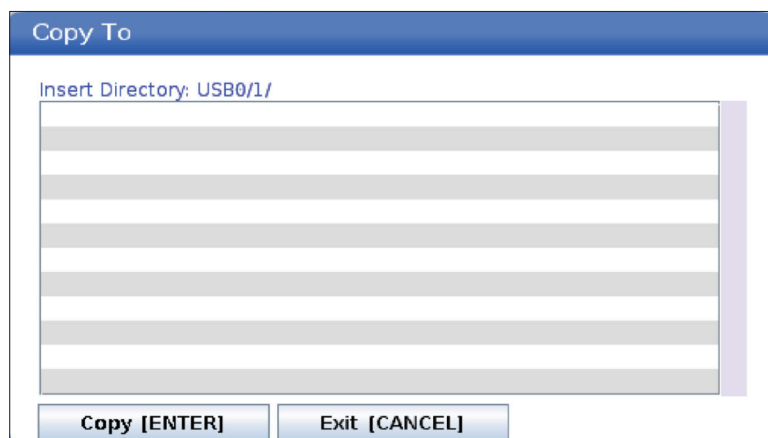 Copy To
Insert Directory: USB0/1/
Copy [ENTER]
Exit [CANCEL]